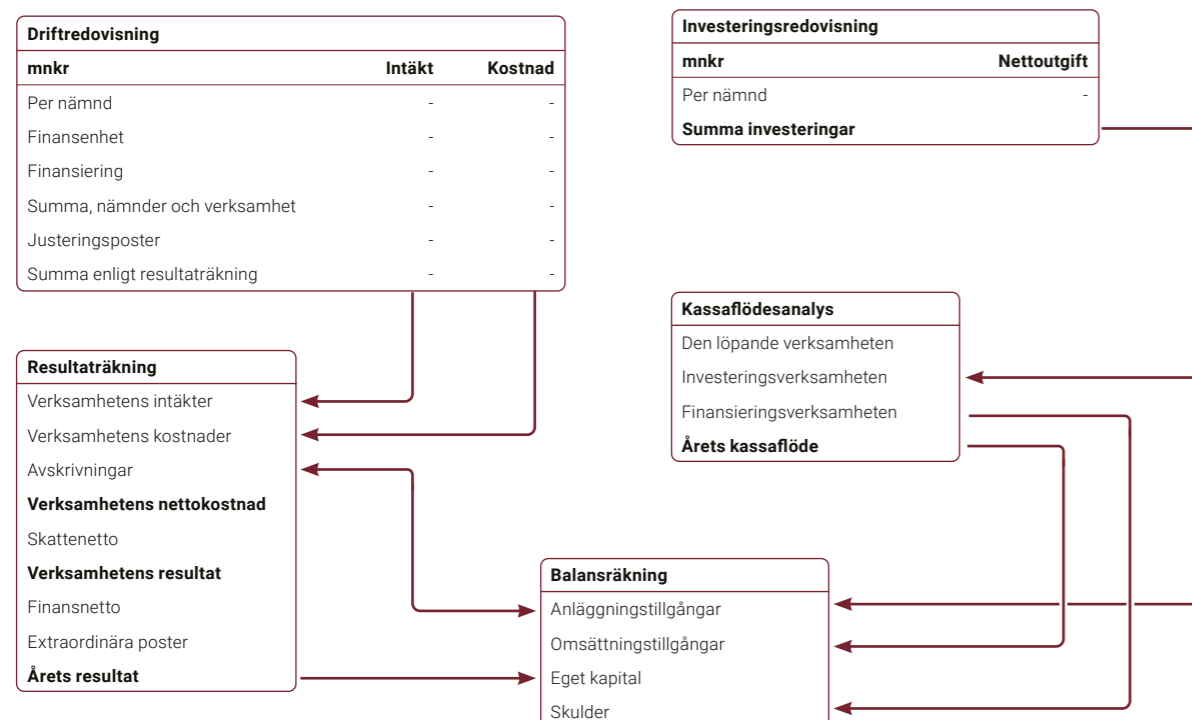 Driftredovisning
mnkr Intäkt Kostnad
Per nämnd - -
Finansenhet - -
Finansiering - -
Summa, nämnder och verksamhet - -
Justeringsposter - -
Summa enligt resultaträkning - -
Investeringsredovisning
mnkr Nettoutgift
Per nämnd -
Summa investeringar
Kassaflödesanalys
Den löpande verksamheten
Investeringsverksamheten
Finansieringsverksamheten
Årets kassaflöde
Resultaträkning
Verksamhetens intäkter
Verksamhetens kostnader
Avskrivningar
Verksamhetens nettokostnad
Skattenetto
Verksamhetens resultat
Finansnetto
Extraordinära poster
Årets resultat
Balansräkning
Anläggningstillgångar
Omsättningstillgångar
Eget kapital
Skulder